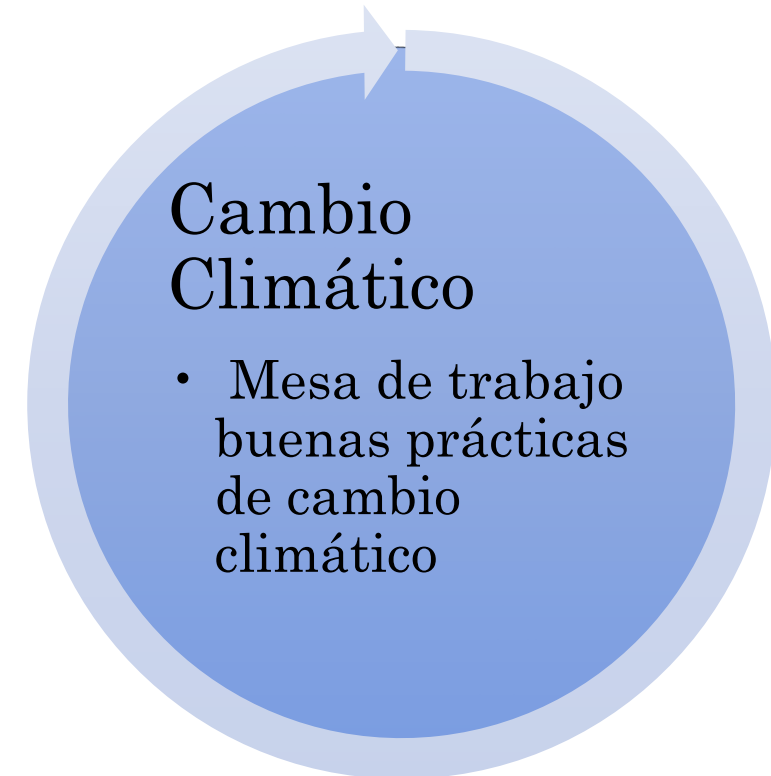 Cambio
Climático
• Mesa de trabajo
buenas prácticas
de cambio
climático